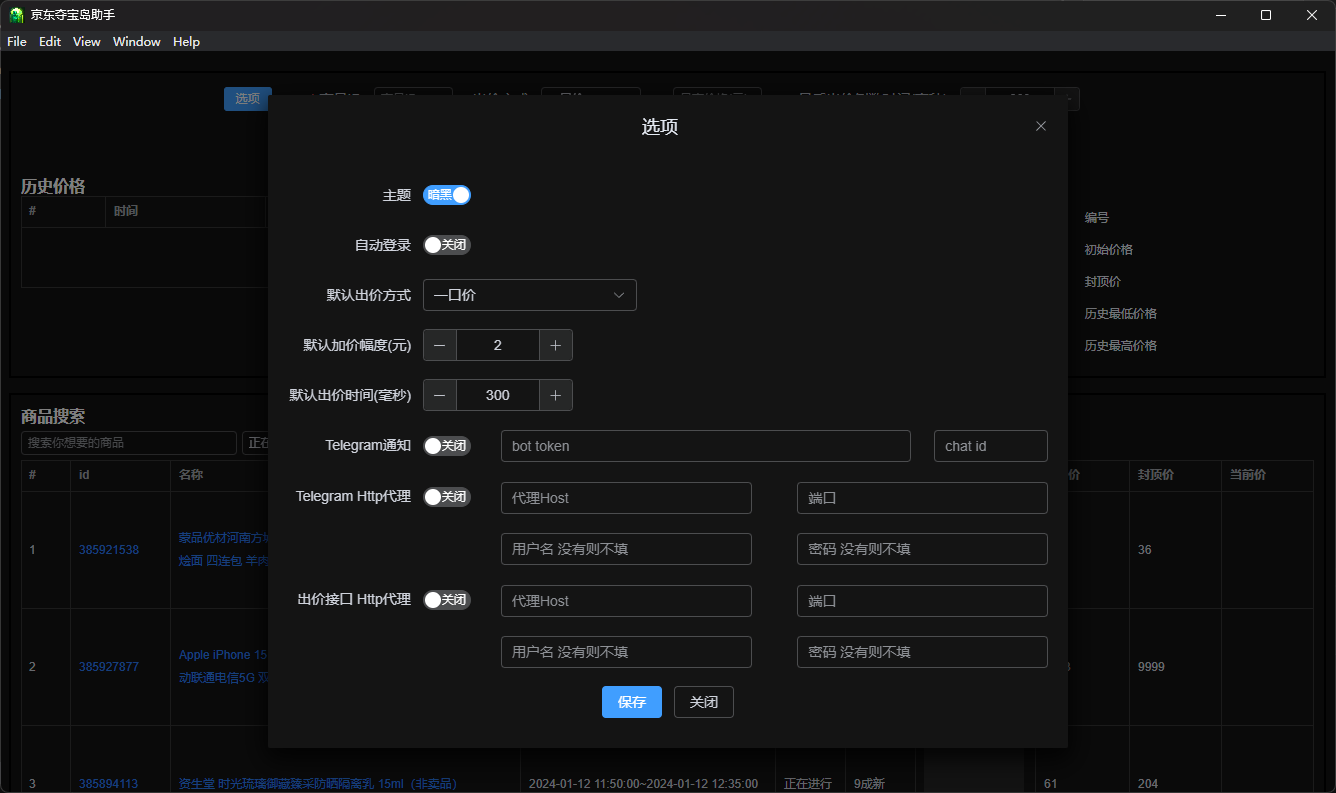 京东夺宝岛助手
File Edit View Window Help
选项
选项
历史价格
# 时间
编号
初始价格
封顶价
历史最低价格
历史最高价格
主题 暗黑
自动登录 关闭
默认出价方式 一口价
默认加价幅度(元) 2
默认出价时间(毫秒) 300
Telegram通知 关闭 bot token chat id
Telegram Http代理 关闭 代理Host 端口
用户名 没有则不填 密码 没有则不填
出价接口 Http代理 关闭 代理Host 端口
用户名 没有则不填 密码 没有则不填
保存 关闭
商品搜索
搜索你想要的商品 正在
# id 名称 价 封顶价 当前价
1 385921538 蒙品优材河南方城
烩面 四连包 羊肉 36
2 385927877 Apple iPhone 15
动联通电信5G 双 9999
3 385894113 资生堂 时光琉璃御藏臻采防晒隔离乳 15ml（非卖品） 2024-01-12 11:50:00~2024-01-12 12:35:00 正在进行 9成新 61 204